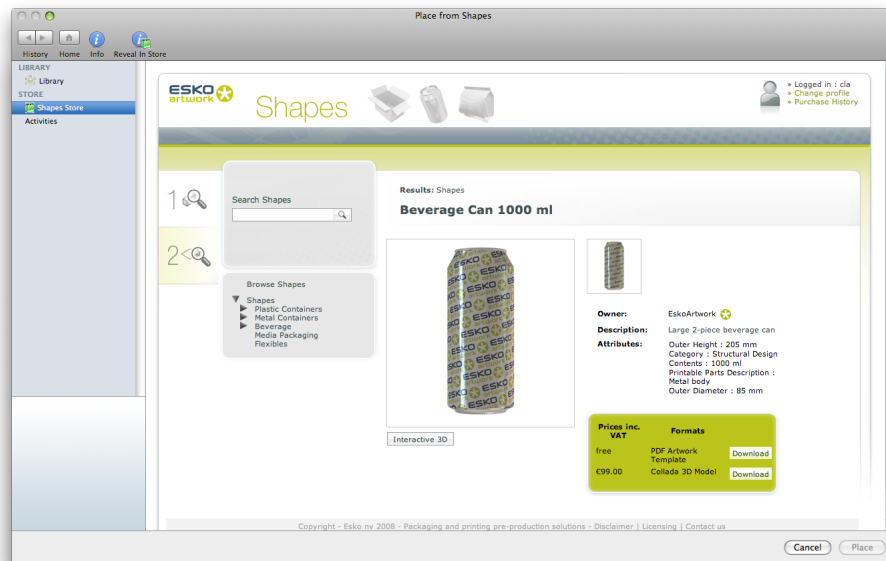 Place from Shapes
History Home Info Reveal In Store
LIBRARY
Library
STORE
Shapes Store
Activities
ESKO
artwork
Shapes
» Logged in : cla
» Change profile
» Purchase History
1
2<
Search Shapes
Browse Shapes
Shapes
Plastic Containers
Metal Containers
Beverage
Media Packaging
Flexibles
Results: Shapes
Beverage Can 1000 ml
ESKO
Interactive 3D
Owner: EskoArtwork
Description: Large 2-piece beverage can
Attributes: Outer Height : 205 mm
Category : Structural Design
Contents : 1000 ml
Printable Parts Description :
Metal body
Outer Diameter : 85 mm
Prices inc. VAT Formats
free PDF Artwork Template Download
€99.00 Collada 3D Model Download
Copyright - Esko nv 2008 - Packaging and printing pre-production solutions - Disclaimer | Licensing | Contact us
Cancel Place